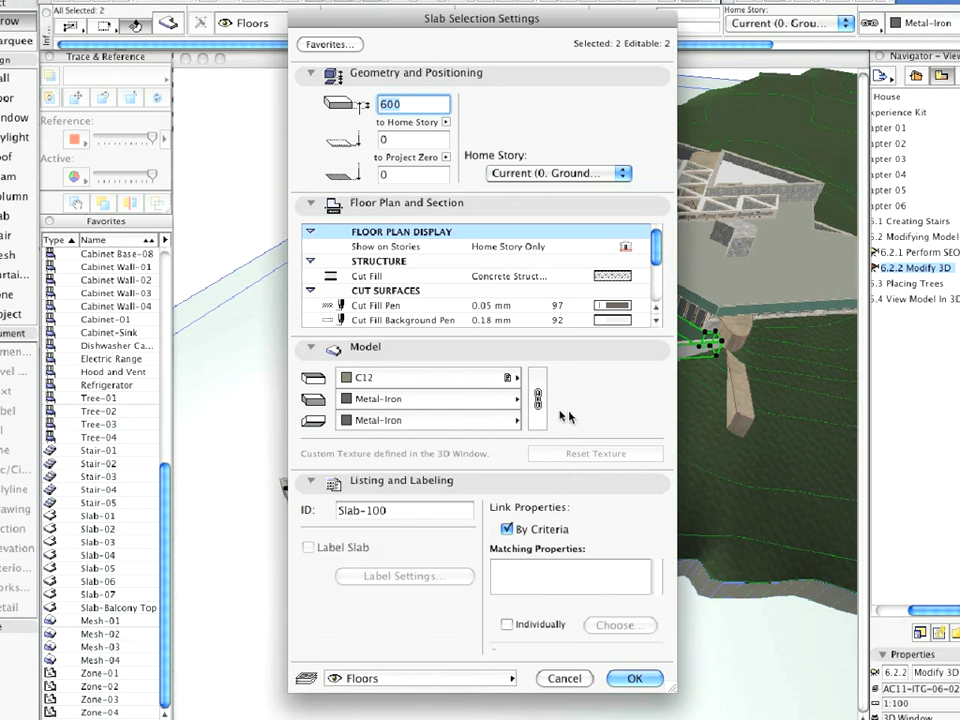 All Selected: 2
Floors
Home Story:
Current (0. Grou...
Metal-Iron
Slab Selection Settings
Favorites...
Selected: 2 Editable: 2
Geometry and Positioning
600
to Home Story
0
to Project Zero
0
Home Story:
Current (0. Ground...
Floor Plan and Section
FLOOR PLAN DISPLAY
Show on Stories Home Story Only
STRUCTURE
Cut Fill Concrete Struct...
CUT SURFACES
Cut Fill Pen 0.05 mm 97
Cut Fill Background Pen 0.18 mm 92
Model
C12
Metal-Iron
Metal-Iron
Custom Texture defined in the 3D Window.
Reset Texture
Listing and Labeling
ID: Slab-100
Label Slab
Label Settings...
Link Properties:
By Criteria
Matching Properties:
Individually
Choose...
Floors
Cancel
OK
Trace & Reference
Reference:
Active:
Favorites
Type Name
Cabinet Base-08
Cabinet Wall-01
Cabinet Wall-02
Cabinet Wall-03
Cabinet Wall-04
Cabinet-01
Cabinet-Sink
Dishwasher Ca...
Electric Range
Hood and Vent
Refrigerator
Tree-01
Tree-02
Tree-03
Tree-04
Stair-01
Stair-02
Stair-03
Stair-04
Stair-05
Slab-01
Slab-02
Slab-03
Slab-04
Slab-05
Slab-06
Slab-07
Slab-Balcony Top
Mesh-01
Mesh-02
Mesh-03
Mesh-04
Zone-01
Zone-02
Zone-03
Zone-04
Navigator - View
House
xperience Kit
apter 01
apter 02
apter 03
apter 04
apter 05
apter 06
6.1 Creating Stairs
6.2 Modifying Model
6.2.1 Perform SEO
6.2.2 Modify 3D
6.3 Placing Trees
6.4 View Model In 3D
Properties
6.2.2 Modify 3D
AC11-ITG-06-02
1:100
3D Window